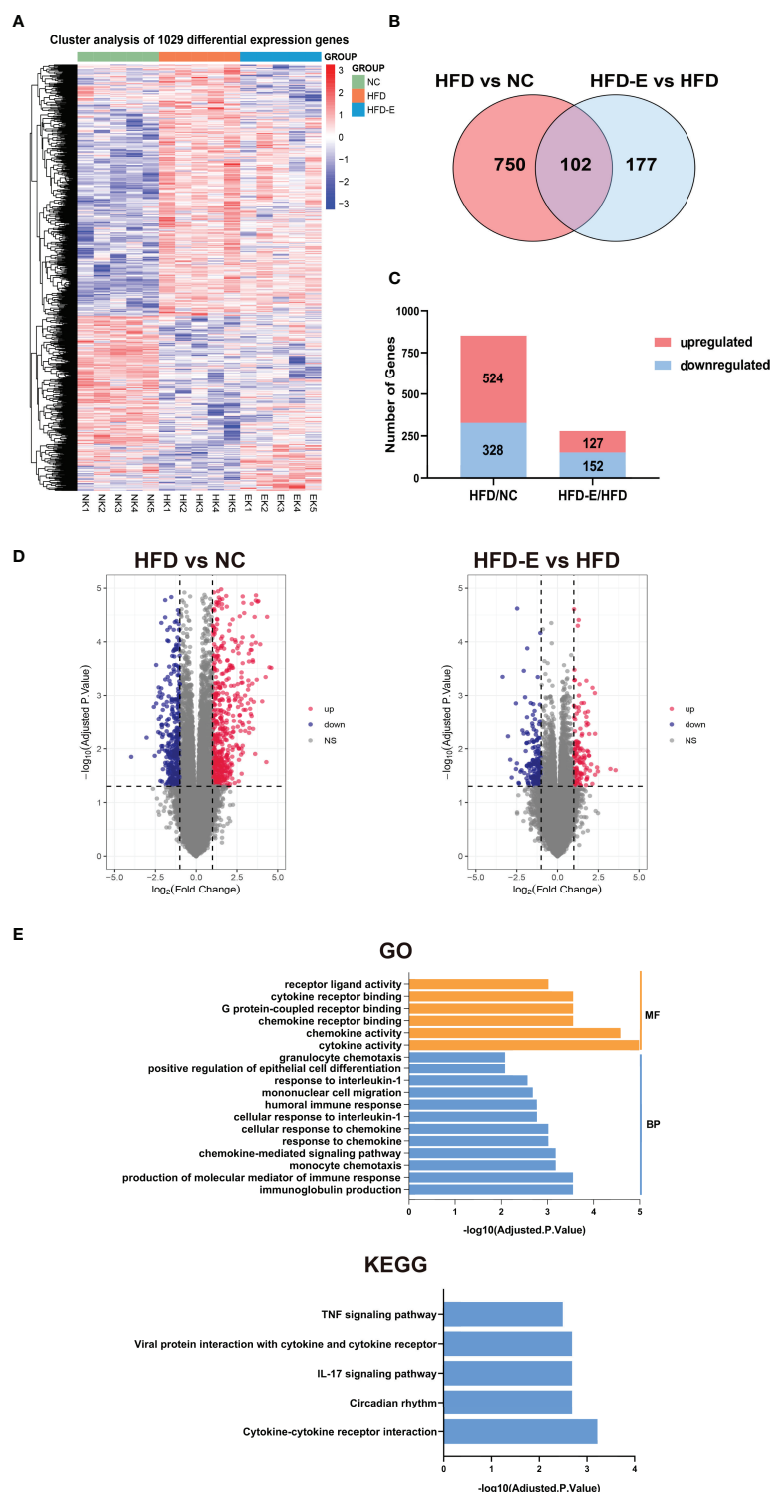 A
Cluster analysis of 1029 differential expression genes
GROUP
3
2
1
0
−1
−2
−3
GROUP
NC
HFD
HFD-E
NK1
NK2
NK3
NK4
NK5
HK1
HK2
HK3
HK4
HK5
EK1
EK2
EK3
EK4
EK5
B
HFD vs NC
HFD-E vs HFD
750
102
177
C
Number of Genes
1000
750
500
250
0
524
328
127
152
HFD/NC
HFD-E/HFD
upregulated
downregulated
D
HFD vs NC
−log10(Adjusted P.Value)
5
4
3
2
1
0
−5.0
−2.5
0.0
2.5
5.0
log2(Fold Change)
up
down
NS
HFD-E vs HFD
−log10(Adjusted P.Value)
5
4
3
2
1
0
−5.0
−2.5
0.0
2.5
5.0
log2(Fold Change)
up
down
NS
E
GO
receptor ligand activity
cytokine receptor binding
G protein-coupled receptor binding
chemokine receptor binding
chemokine activity
cytokine activity
granulocyte chemotaxis
positive regulation of epithelial cell differentiation
response to interleukin-1
mononuclear cell migration
humoral immune response
cellular response to interleukin-1
cellular response to chemokine
response to chemokine
chemokine-mediated signaling pathway
monocyte chemotaxis
production of molecular mediator of immune response
immunoglobulin production
MF
BP
0
1
2
3
4
5
-log10(Adjusted.P.Value)
KEGG
TNF signaling pathway
Viral protein interaction with cytokine and cytokine receptor
IL-17 signaling pathway
Circadian rhythm
Cytokine-cytokine receptor interaction
0
1
2
3
4
-log10(Adjusted.P.Value)